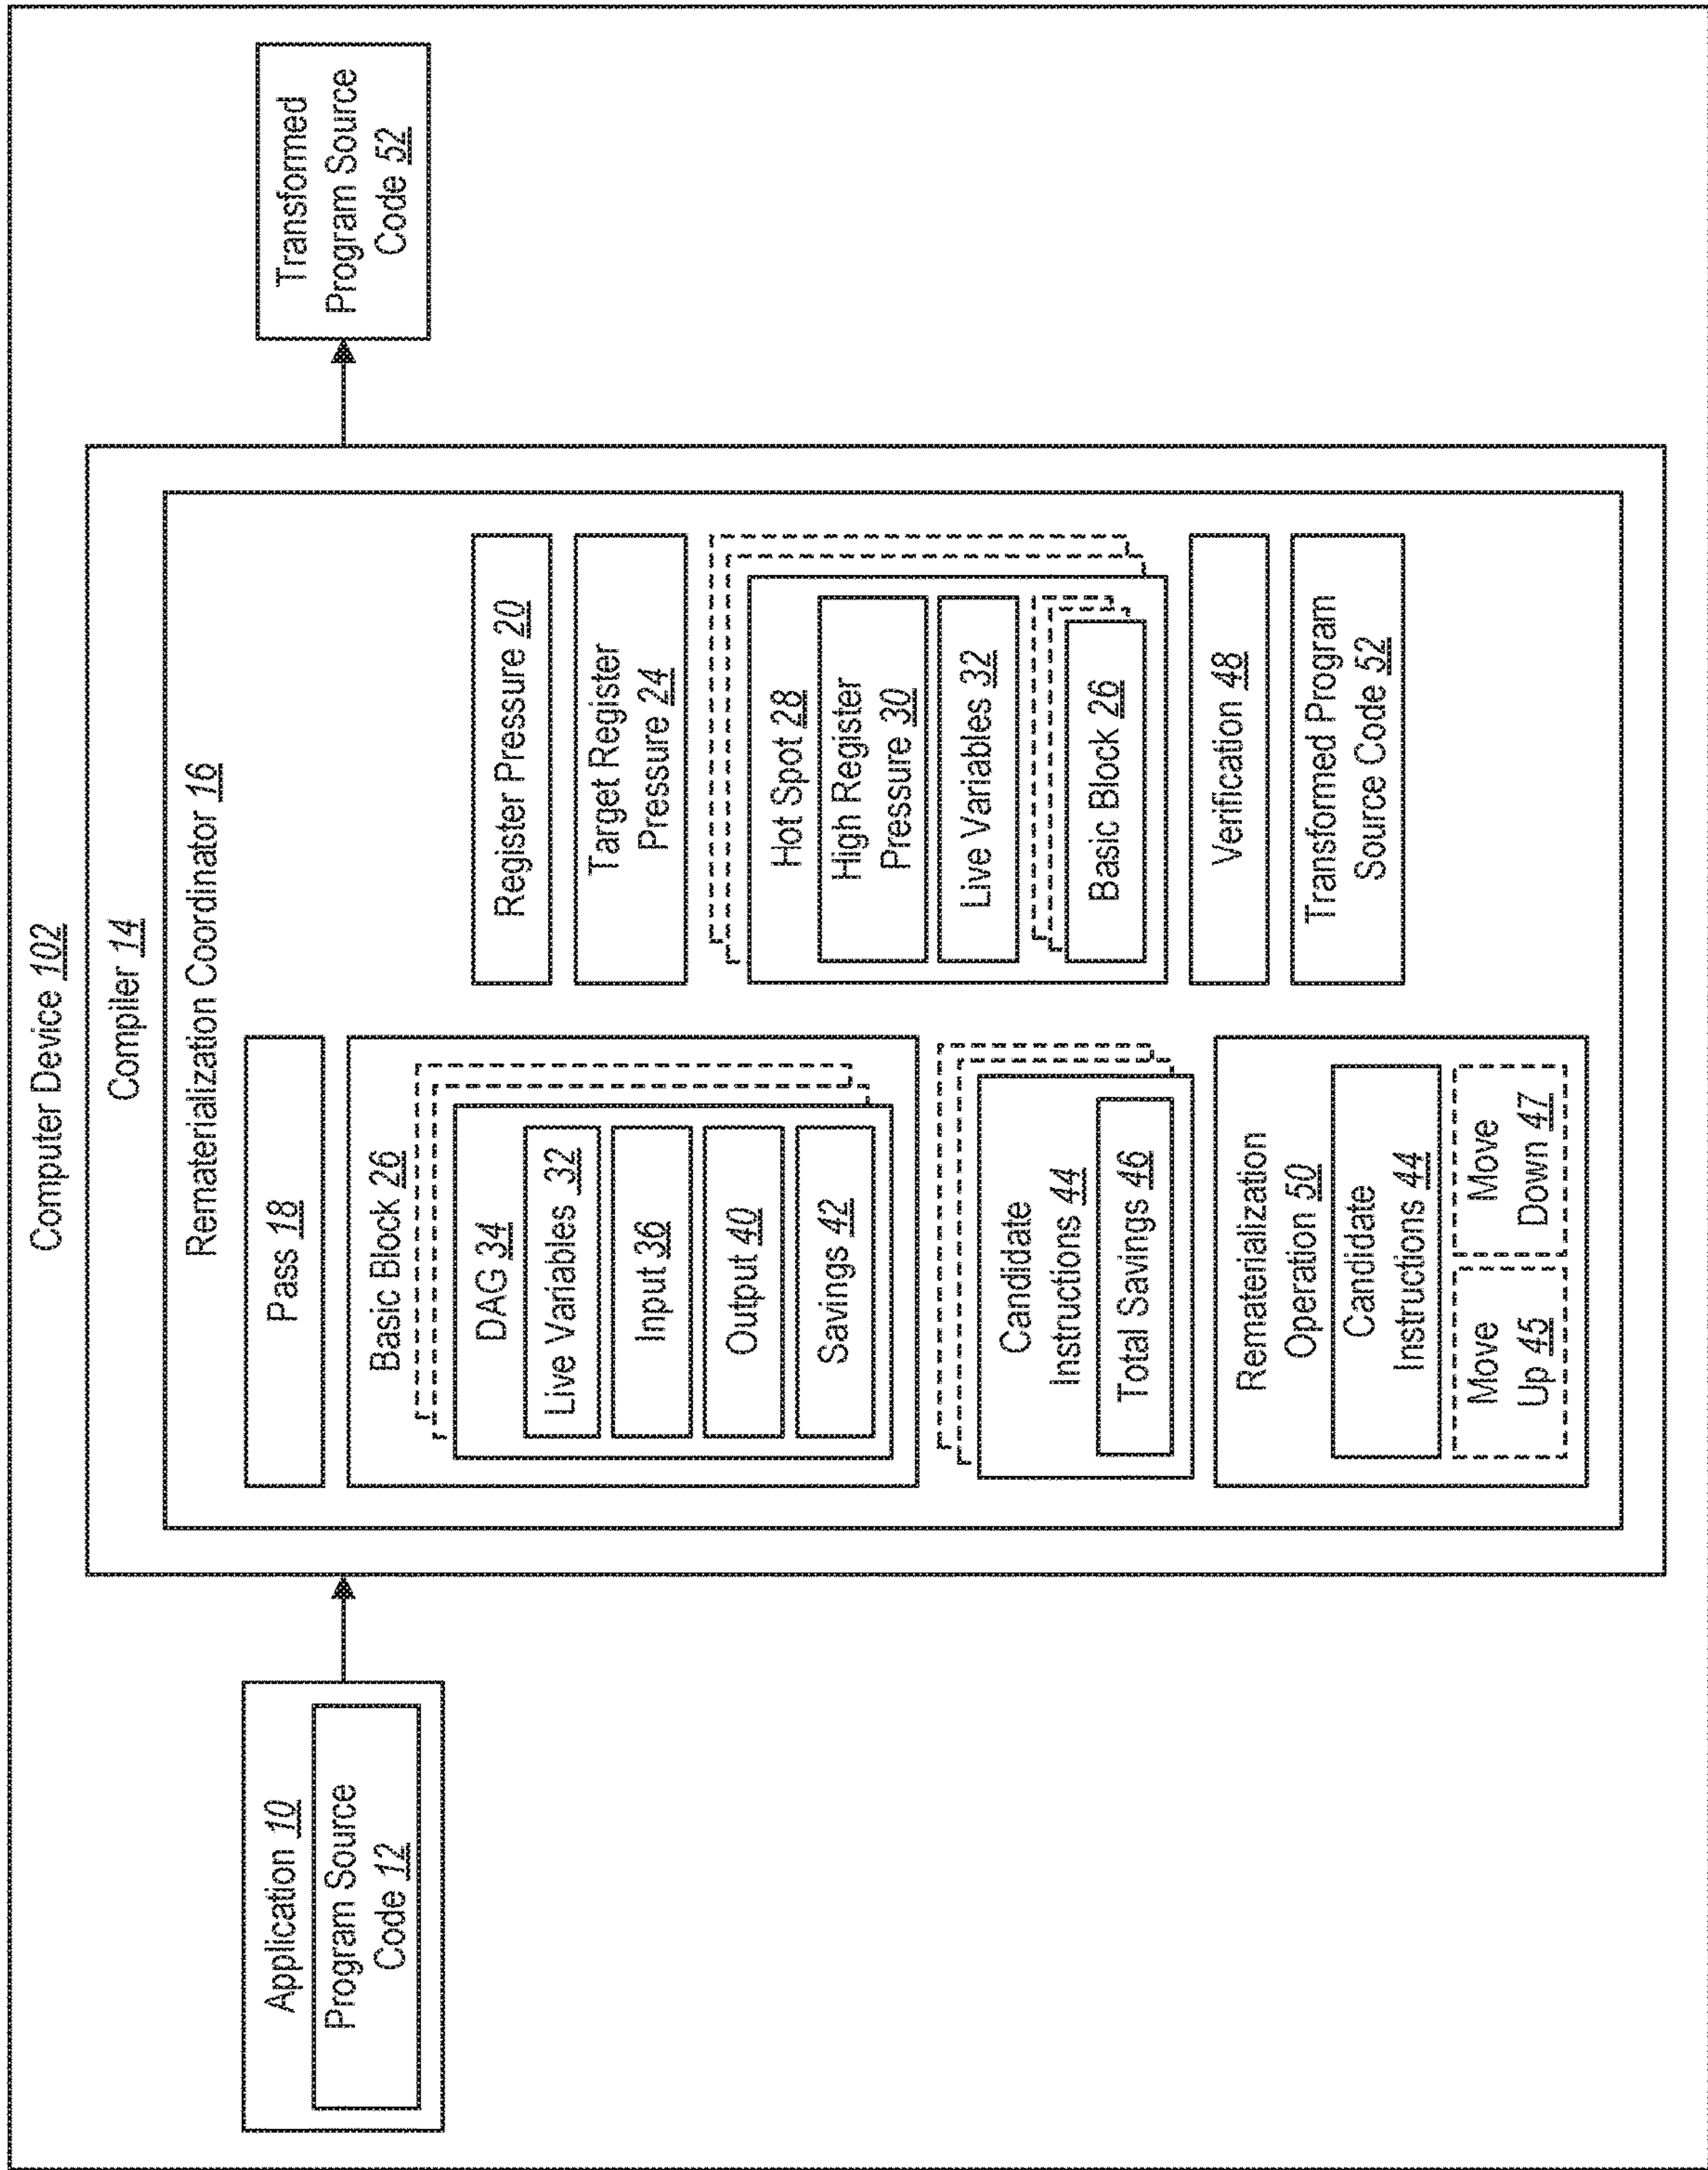 Computer Device 102
Application 10
Program Source
Code 12
Compiler 14
Rematerialization Coordinator 16
Pass 18
Basic Block 26
DAG 34
Live Variables 32
Input 36
Output 40
Savings 42
Candidate
Instructions 44
Total Savings 46
Rematerialization
Operation 50
Candidate
Instructions 44
Move
Up 45
Move
Down 47
Register Pressure 20
Target Register
Pressure 24
Hot Spot 28
High Register
Pressure 30
Live Variables 32
Basic Block 26
Verification 48
Transformed Program
Source Code 52
Transformed
Program Source
Code 52